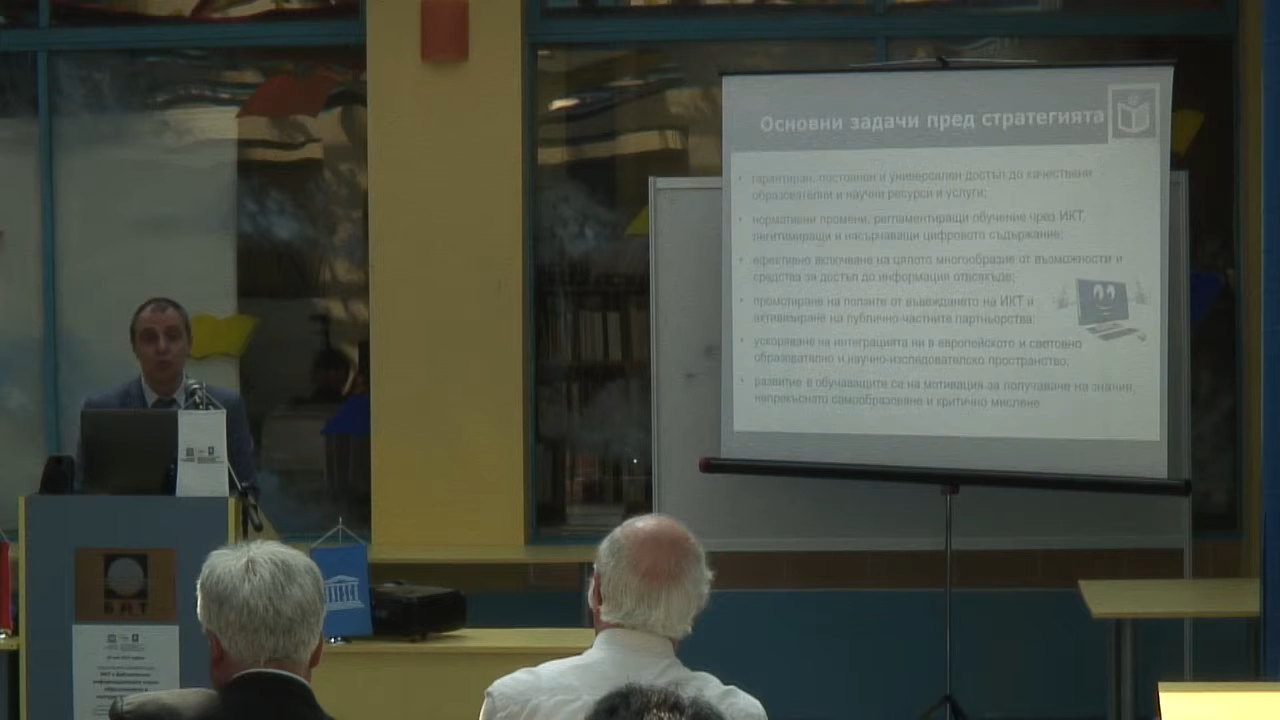 Основни задачи пред стратегията
гарантиран, постоянен и универсален достъп до качествени
образователни и научни ресурси и услуги;
нормативни промени, регламентиращи обучение чрез ИКТ,
легитимиращи и насърчаващи цифровото съдържание;
ефективно включване на цялото многообразие от възможности и
средства за достъп до информация отвсякъде;
промотиране на ползите от въвеждането на ИКТ и
активизиране на публично-частните партньорства;
ускоряване на интеграцията ни в европейското и световно
образователно и научно-изследователско пространство;
развитие в обучаващите се на мотивация за получаване на знания,
непрекъснато самообразоване и критично мислене
БНТ